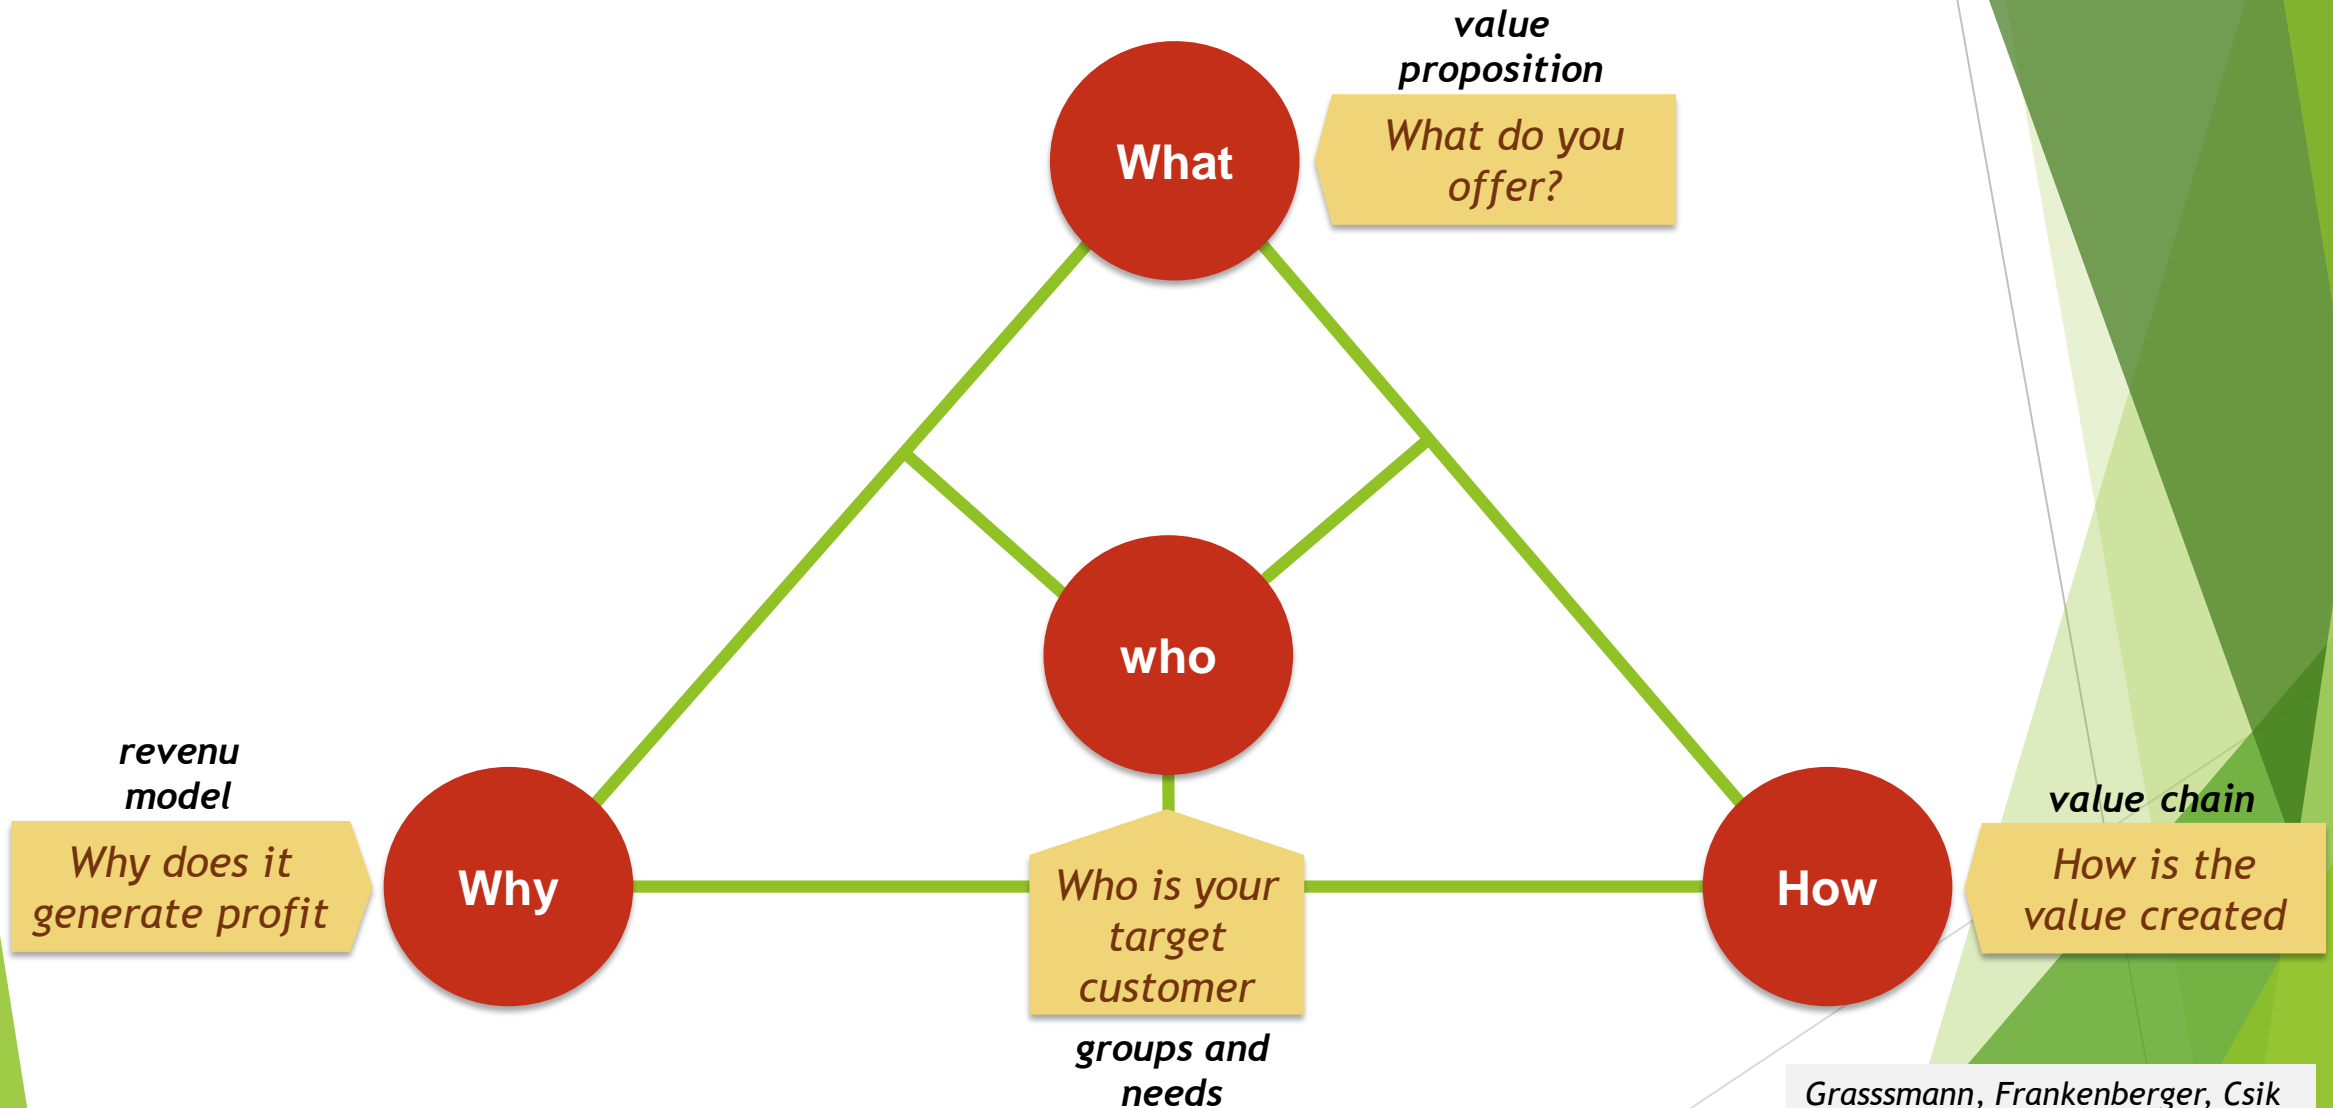 value
proposition
What
What do you
offer?
who
revenu
model
Why does it
generate profit
Why
Who is your
target
customer
groups and
needs
How
value chain
How is the
value created
Grasssmann, Frankenberger, Csik